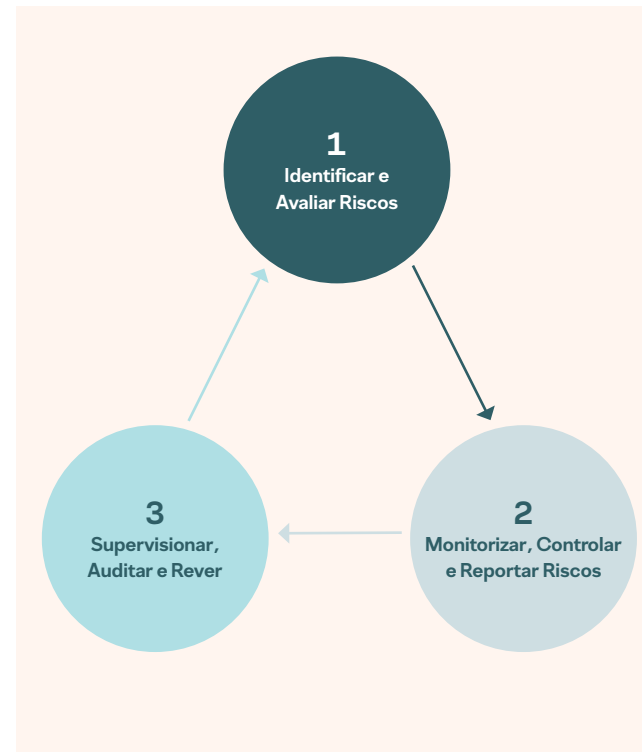 1
Identificar e
Avaliar Riscos
2
Monitorizar, Controlar
e Reportar Riscos
3
Supervisionar,
Auditar e Rever